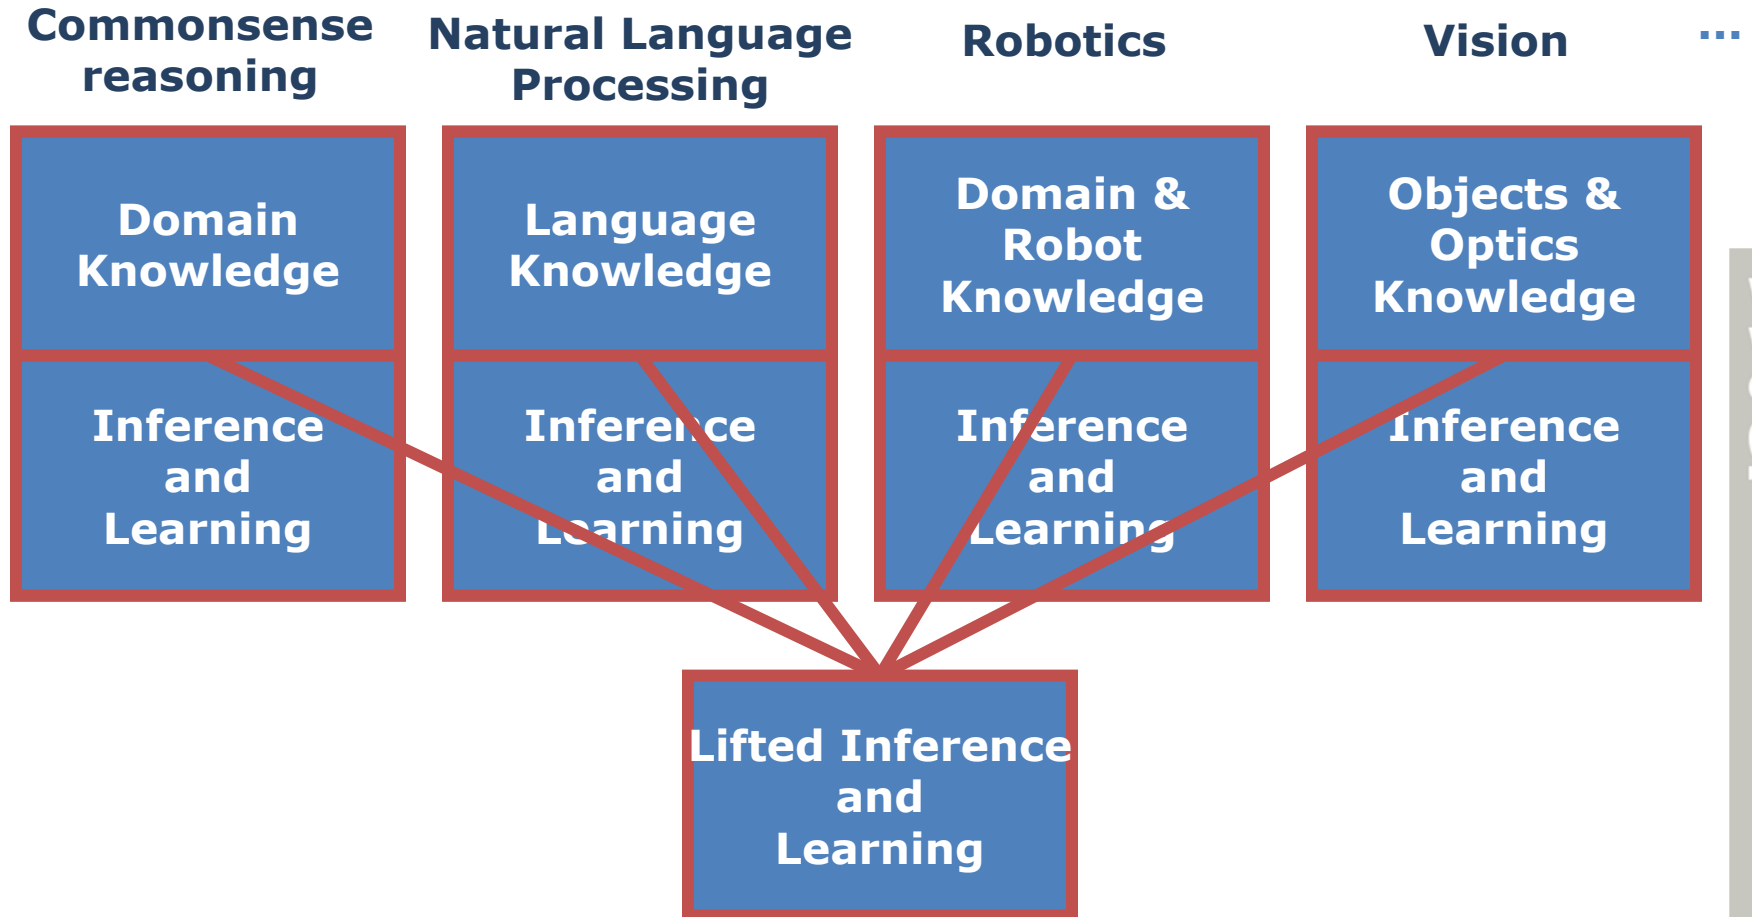 Commonsense
reasoning
Natural Language
Processing
Robotics
Vision
...
Domain
Knowledge
Language
Knowledge
Domain &
Robot
Knowledge
Objects &
Optics
Knowledge
Inference
and
Learning
Inference
and
Learning
Inference
and
Learning
Inference
and
Learning
Lifted Inference
and
Learning